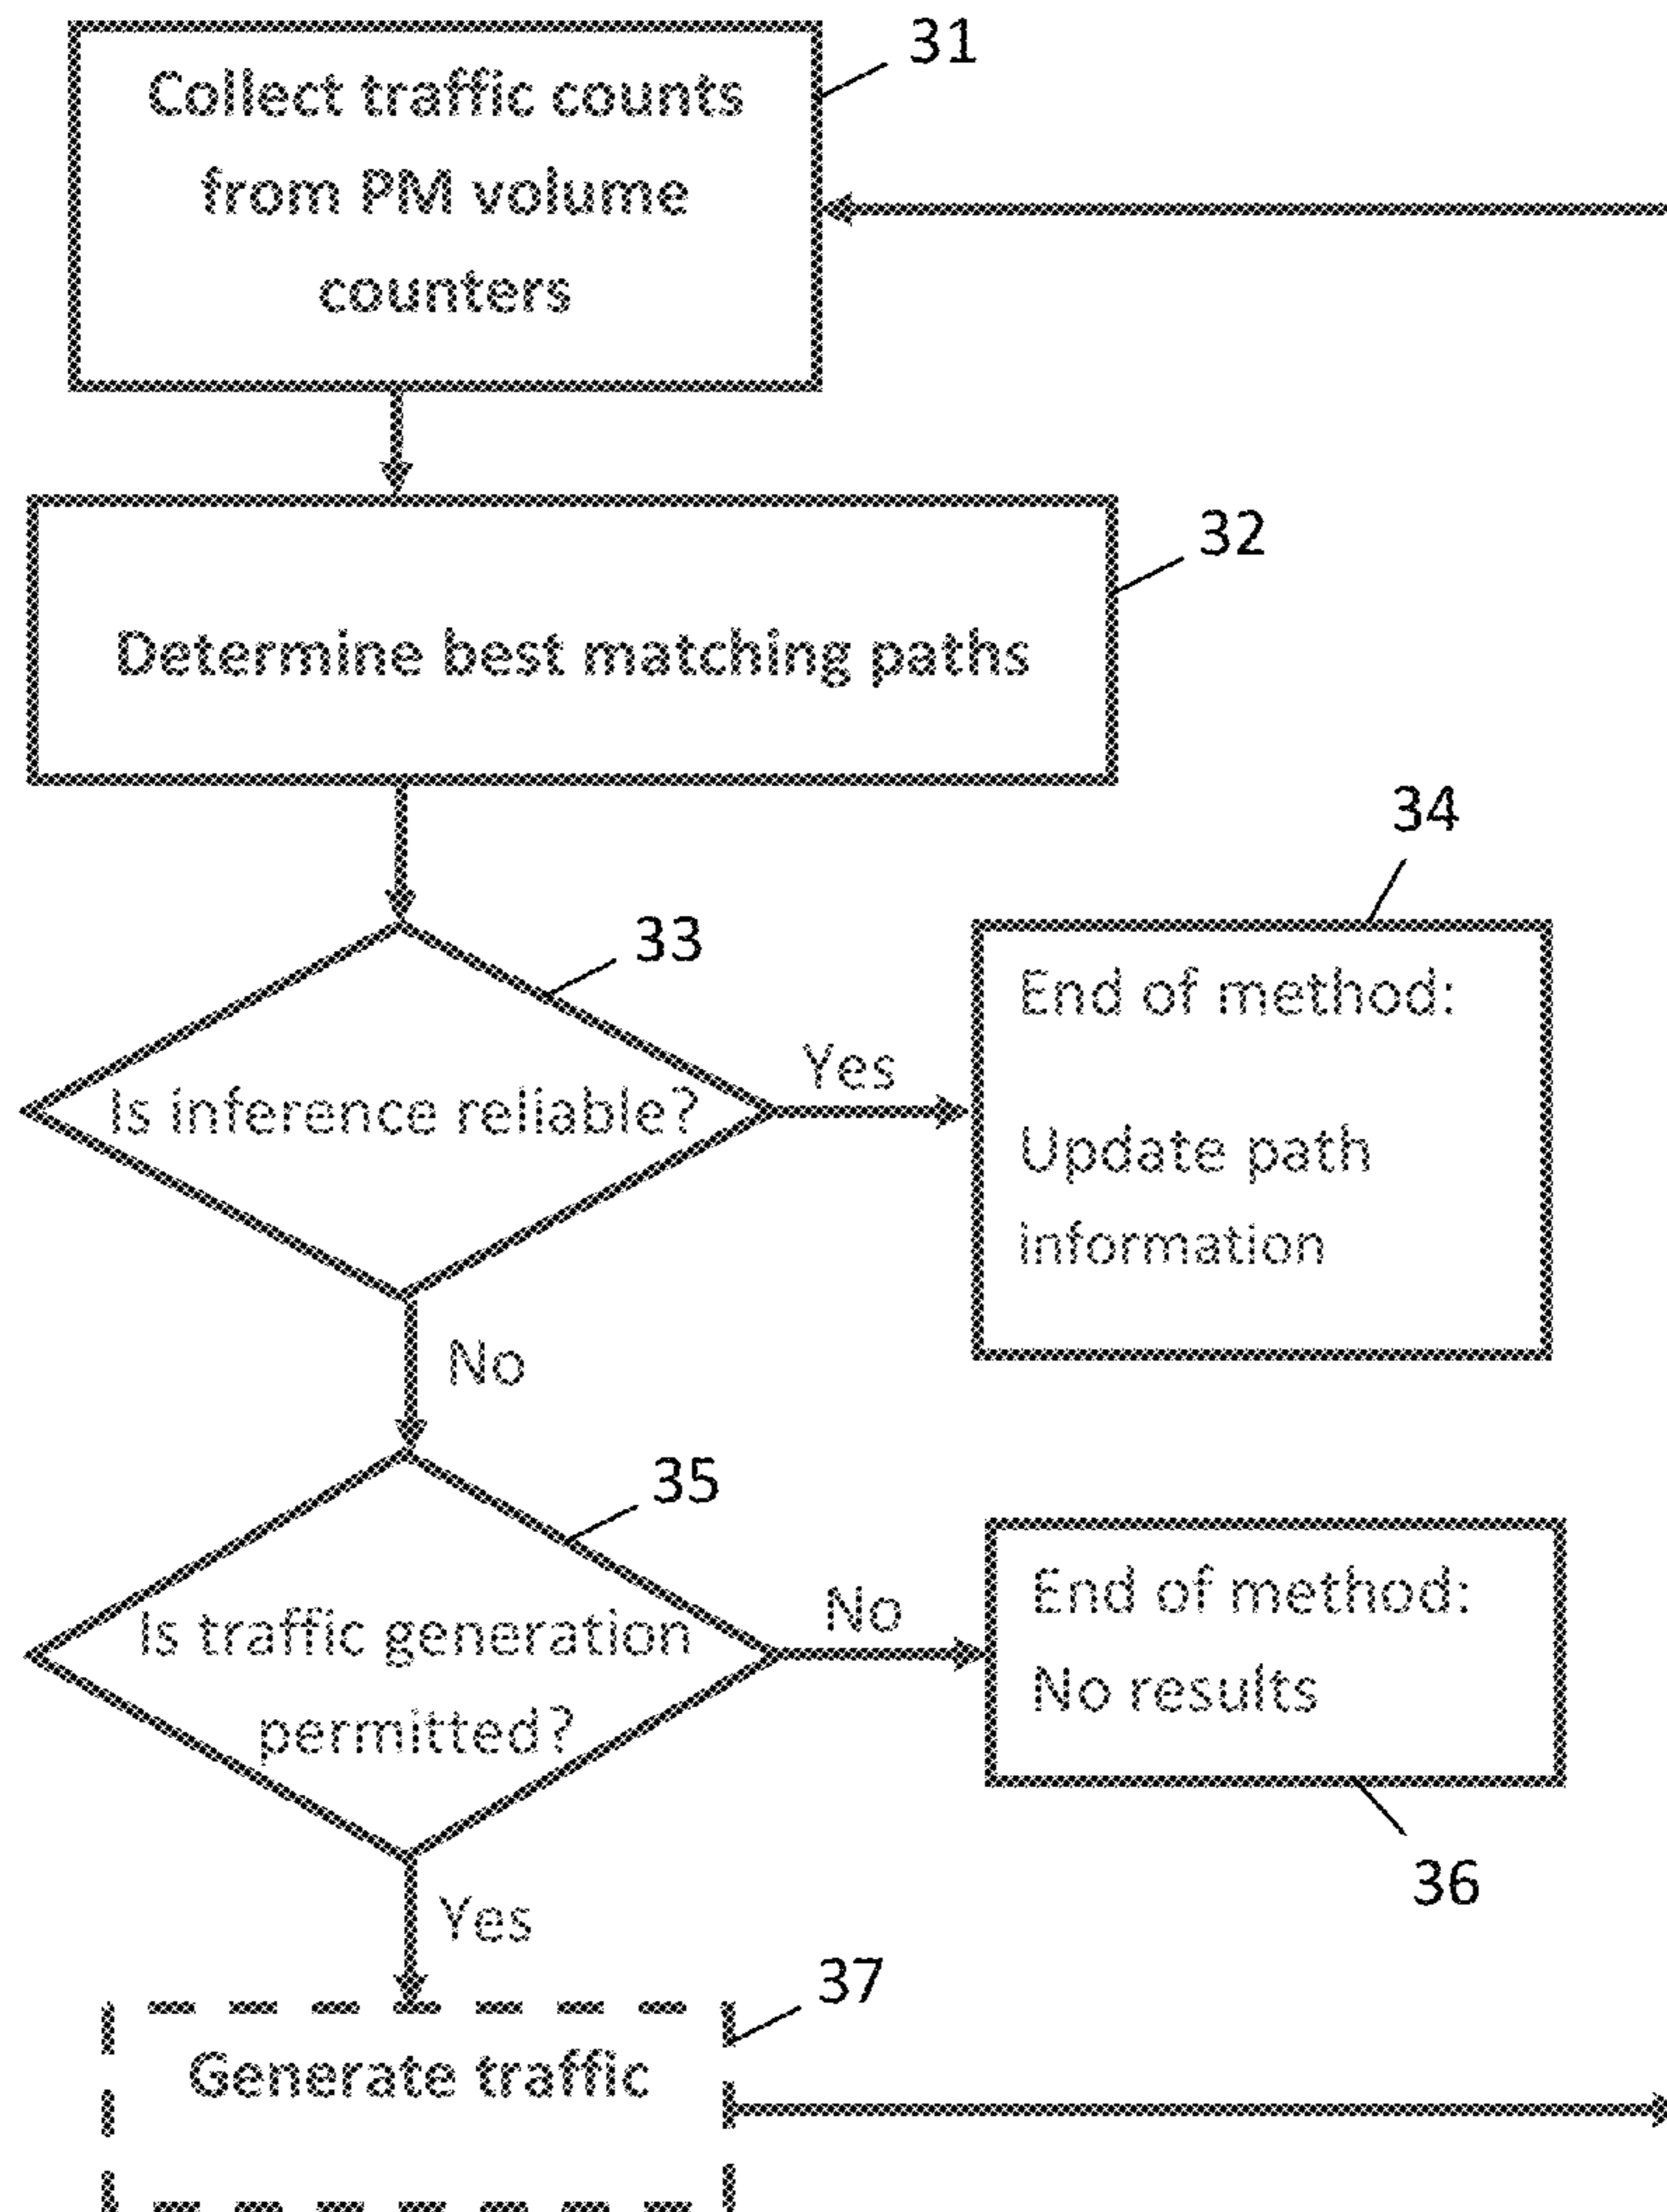 31
Collect traffic counts
from PM volume
counters
32
Determine best matching paths
33
Is inference reliable?
Yes
34
End of method:
Update path
information
No
35
Is traffic generation
permitted?
No
End of method:
No results
36
Yes
37
Generate traffic